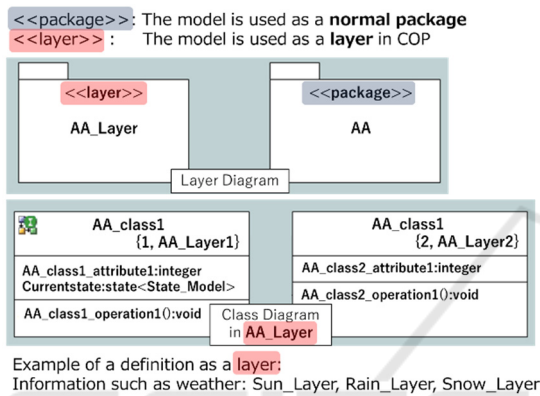 <<package>>: The model is used as a normal package
<<layer>> : The model is used as a layer in COP
<<layer>> <<package>>
AA_Layer AA
Layer Diagram
AA_class1 AA_class1
{1, AA_Layer1} {2, AA_Layer2}
AA_class1_attribute1:integer AA_class2_attribute1:integer
Currentstate:state<State_Model>
AA_class1_operation1():void AA_class2_operation1():void
Class Diagram
in AA_Layer
Example of a definition as a layer:
Information such as weather: Sun_Layer, Rain_Layer, Snow_Layer